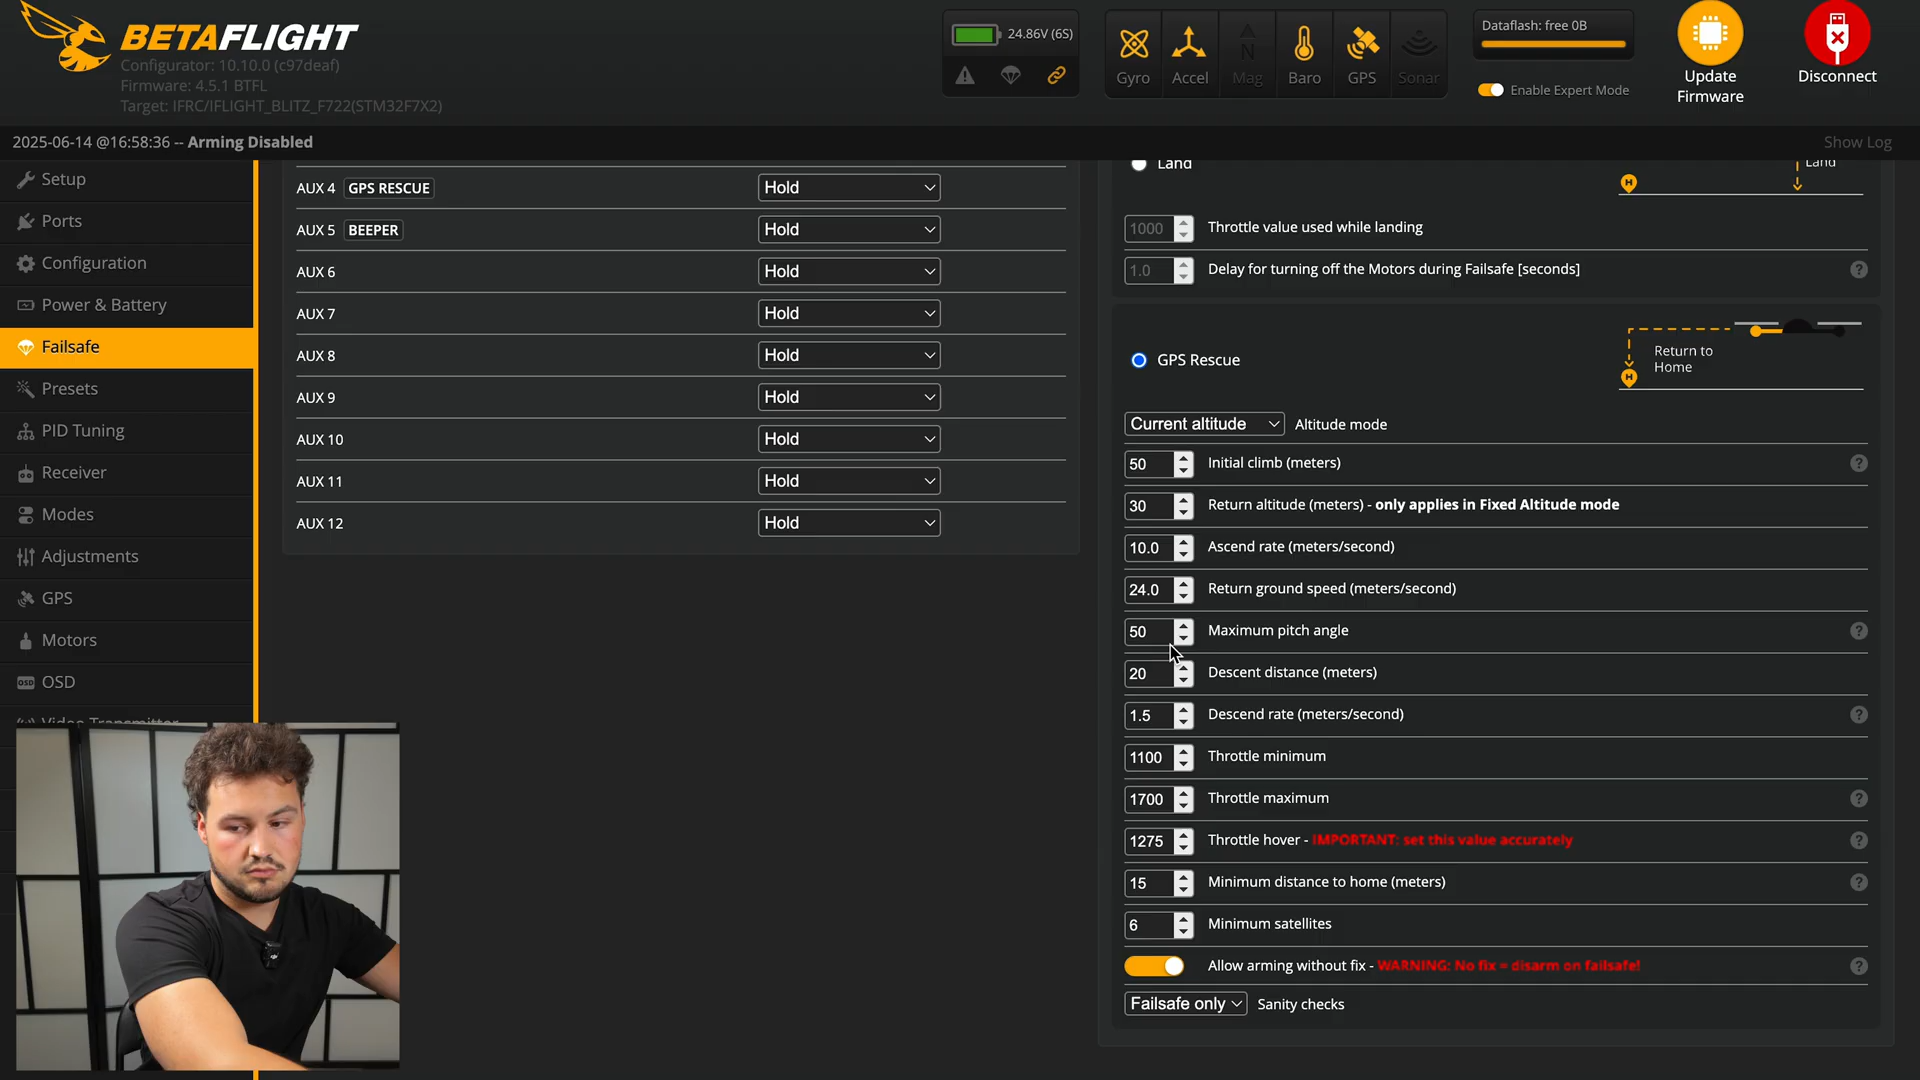 BETAFLIGHT
Configurator: 10.10.0 (c97deaf)
Firmware: 4.5.1 BTFL
Target: IFRC/IFLIGHT_BLITZ_F722(STM32F7X2)
24.86V (6S)
Gyro
Accel
N
Mag
Baro
GPS
Sonar
Dataflash: free 0B
Enable Expert Mode
Update
Firmware
Disconnect
2025-06-14 @16:58:36 -- Arming Disabled
Show Log
Setup
Ports
Configuration
Power & Battery
Failsafe
Presets
PID Tuning
Receiver
Modes
Adjustments
GPS
Motors
OSD OSD
Video Transmitter
AUX 4 GPS RESCUE Hold
AUX 5 BEEPER Hold
AUX 6 Hold
AUX 7 Hold
AUX 8 Hold
AUX 9 Hold
AUX 10 Hold
AUX 11 Hold
AUX 12 Hold
Land
Land
H
1000 Throttle value used while landing
1.0 Delay for turning off the Motors during Failsafe [seconds] ?
GPS Rescue
Return to
Home
H
Current altitude Altitude mode
50 Initial climb (meters) ?
30 Return altitude (meters) - only applies in Fixed Altitude mode
10.0 Ascend rate (meters/second)
24.0 Return ground speed (meters/second)
50 Maximum pitch angle ?
20 Descent distance (meters)
1.5 Descend rate (meters/second) ?
1100 Throttle minimum
1700 Throttle maximum ?
1275 Throttle hover - IMPORTANT: set this value accurately ?
15 Minimum distance to home (meters) ?
6 Minimum satellites
Allow arming without fix - WARNING: No fix = disarm on failsafe! ?
Failsafe only Sanity checks